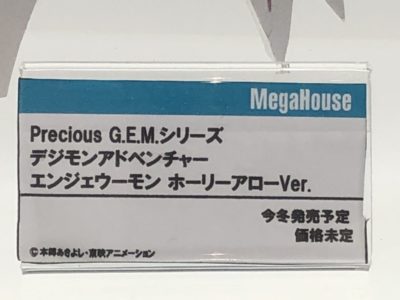 MegaHouse
Precious G.E.M.シリーズ
デジモンアドベンチャー
エンジェウーモン ホーリーアローVer.
今冬発売予定
価格未定
©本郷あきよし・東映アニメーション